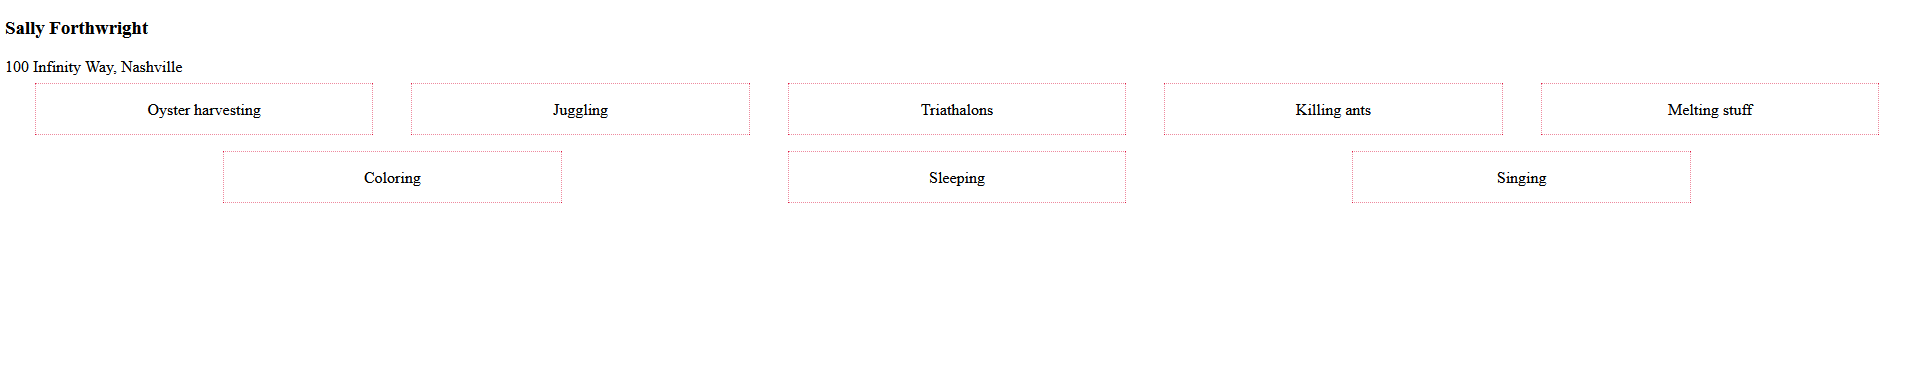 Sally Forthwright
100 Infinity Way, Nashville
Oyster harvesting Juggling Triathalons Killing ants Melting stuff
Coloring Sleeping Singing